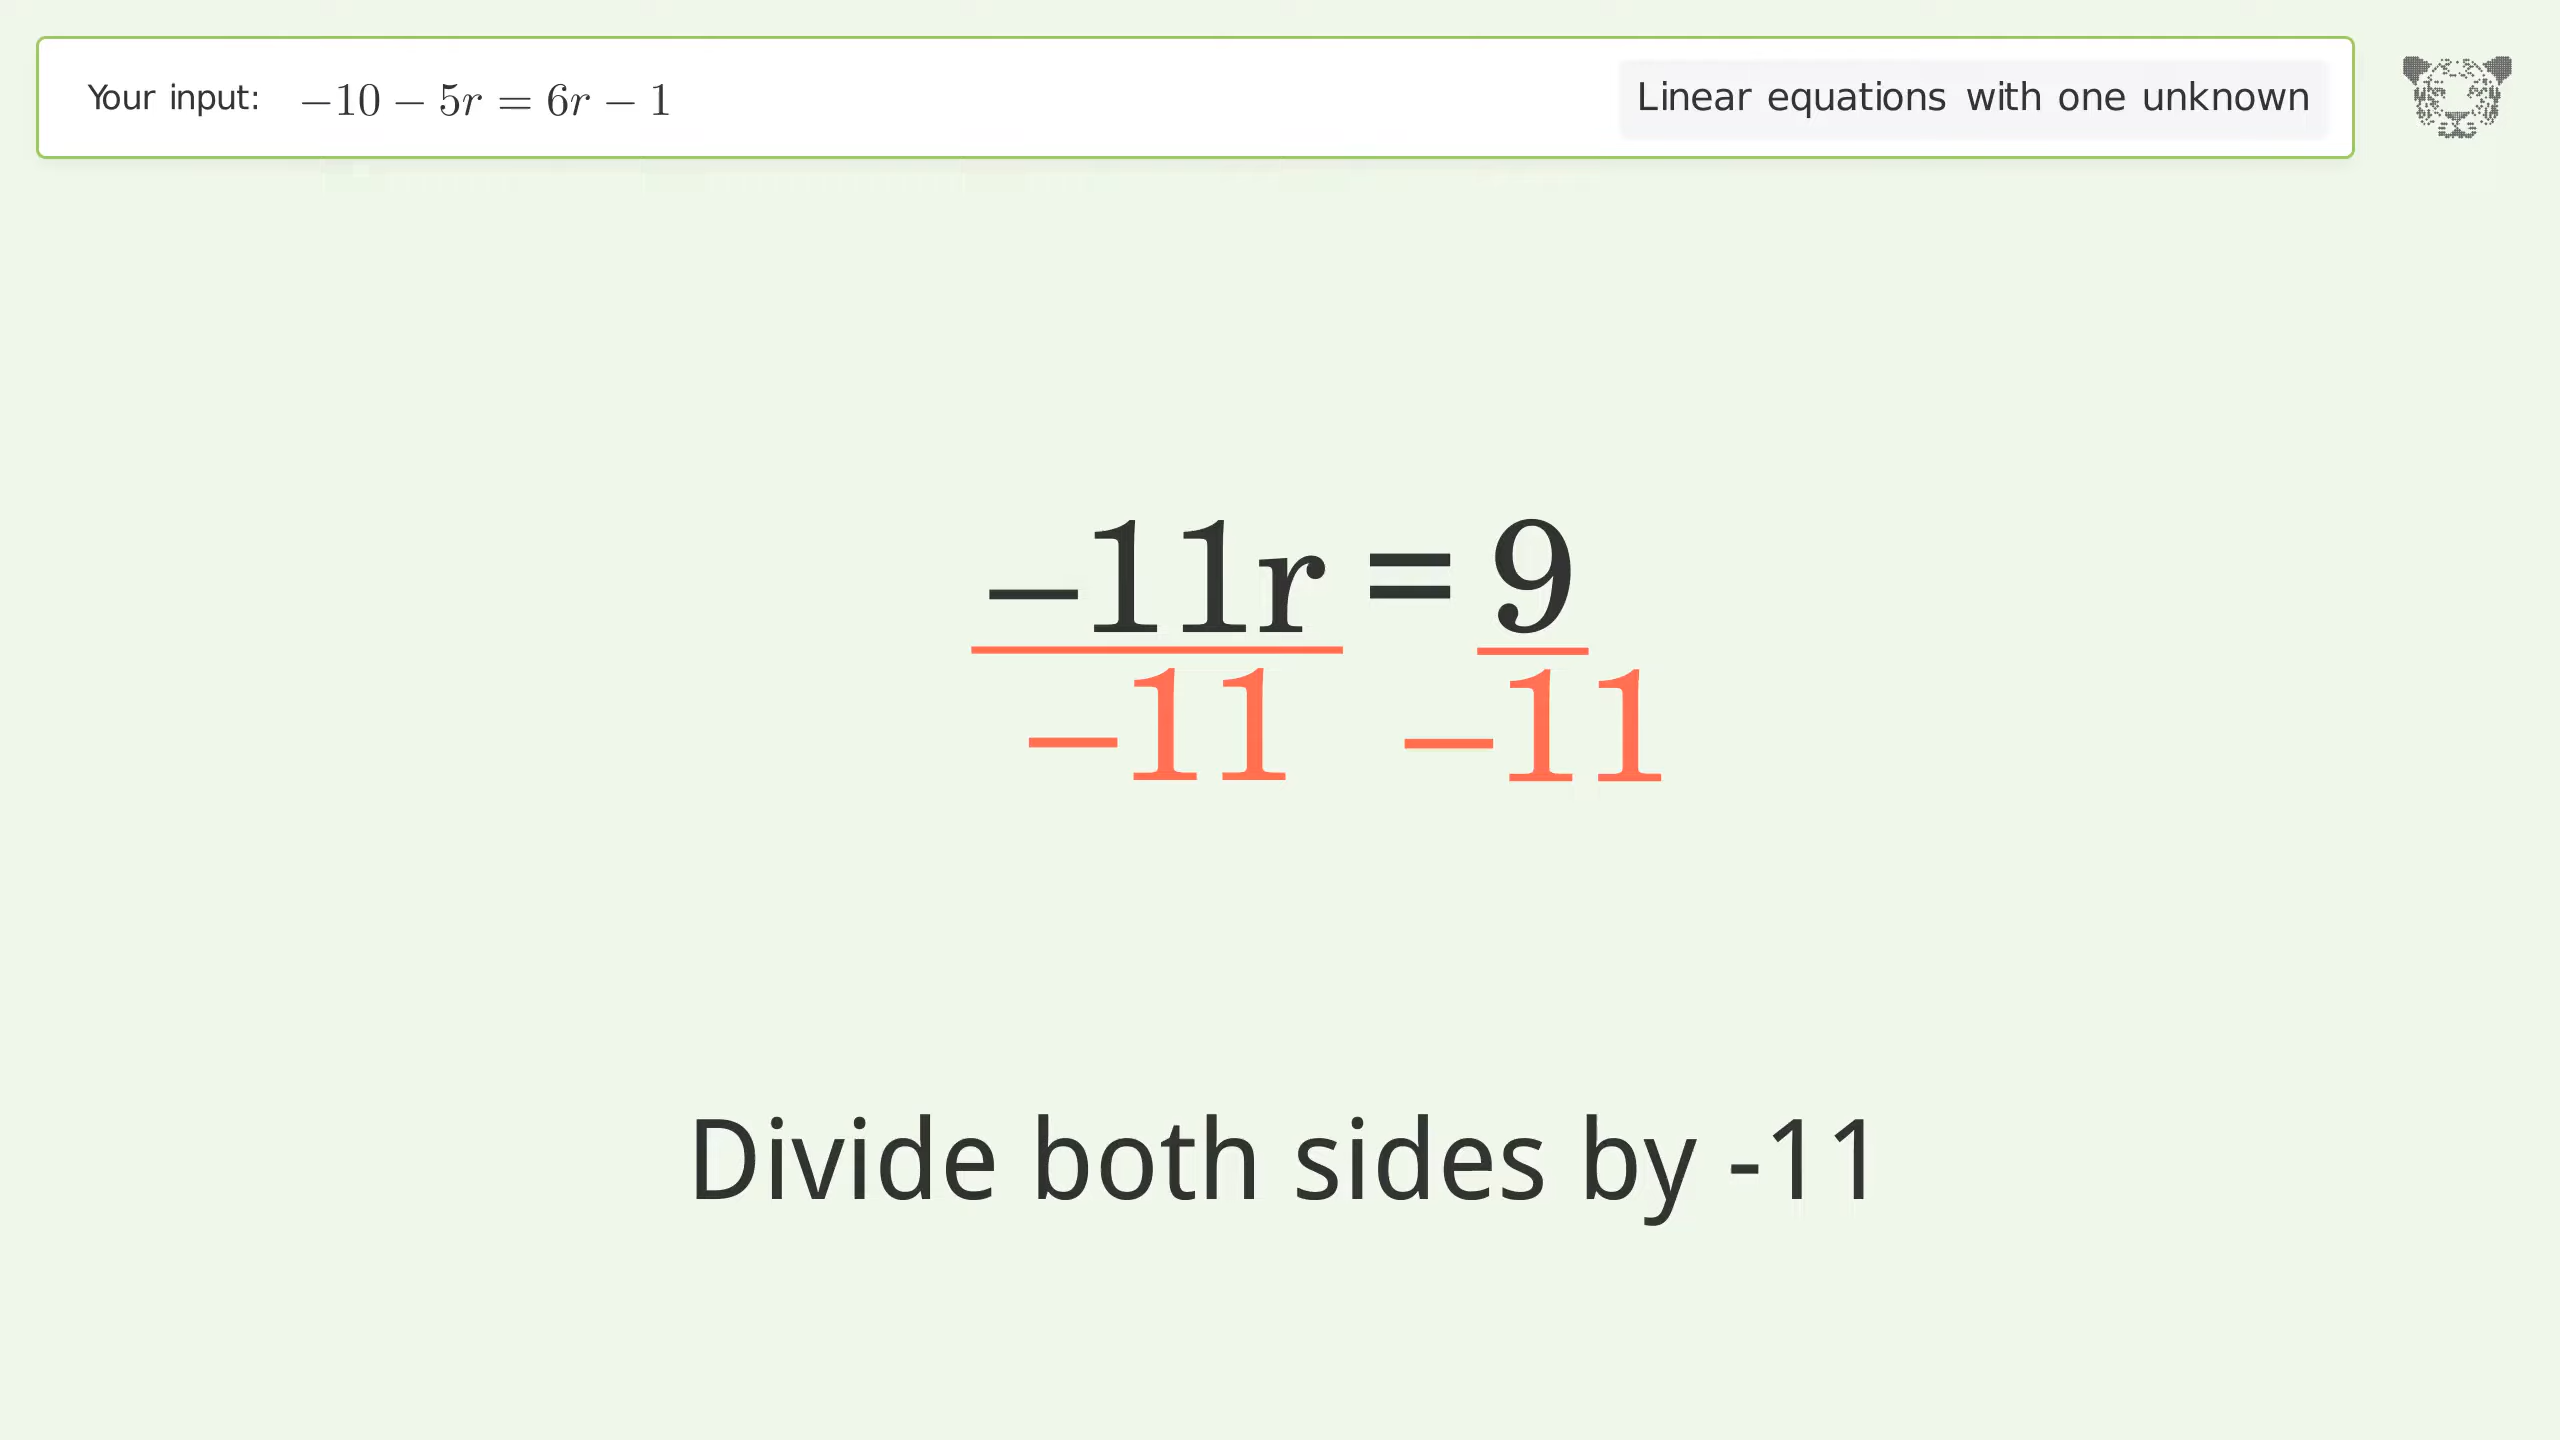 Your input: −10 − 5r = 6r − 1
Linear equations with one unknown
−11r = 9
−11 −11
Divide both sides by -11